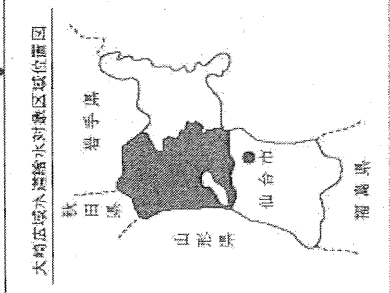 大崎広域水道給水対象区域位置図
岩手県
秋田県
山形県
仙台市
福島県